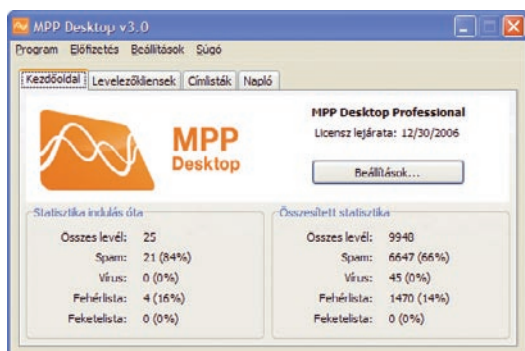 MPP Desktop v3.0
Program Előfizetés Beállítások Súgó
Kezdőoldal Levelezőkliensek Címlisták Napló
MPP
Desktop
MPP Desktop Professional
Licensz lejárata: 12/30/2006
Beállítások...
Statisztika indulás óta
Összes levél: 25
Spam: 21 (84%)
Vírus: 0 (0%)
Fehérlista: 4 (16%)
Feketelista: 0 (0%)
Összesített statisztika
Összes levél: 9948
Spam: 6647 (66%)
Vírus: 45 (0%)
Fehérlista: 1470 (14%)
Feketelista: 0 (0%)